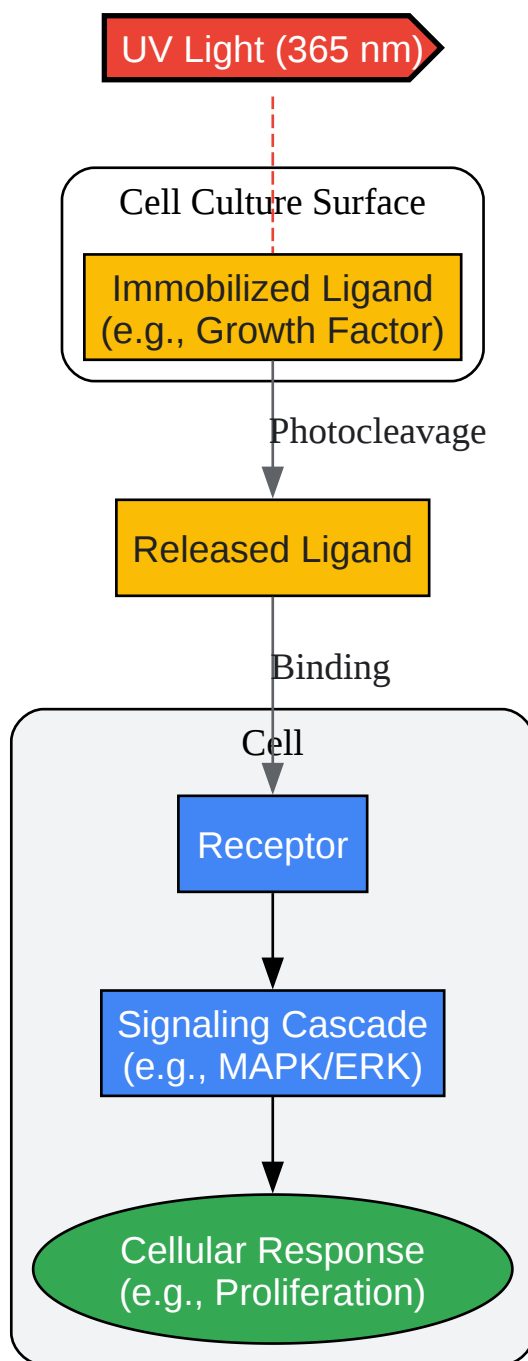 UV Light (365 nm)
Cell Culture Surface
Immobilized Ligand
(e.g., Growth Factor)
Photocleavage
Released Ligand
Binding
Cell
Receptor
Signaling Cascade
(e.g., MAPK/ERK)
Cellular Response
(e.g., Proliferation)